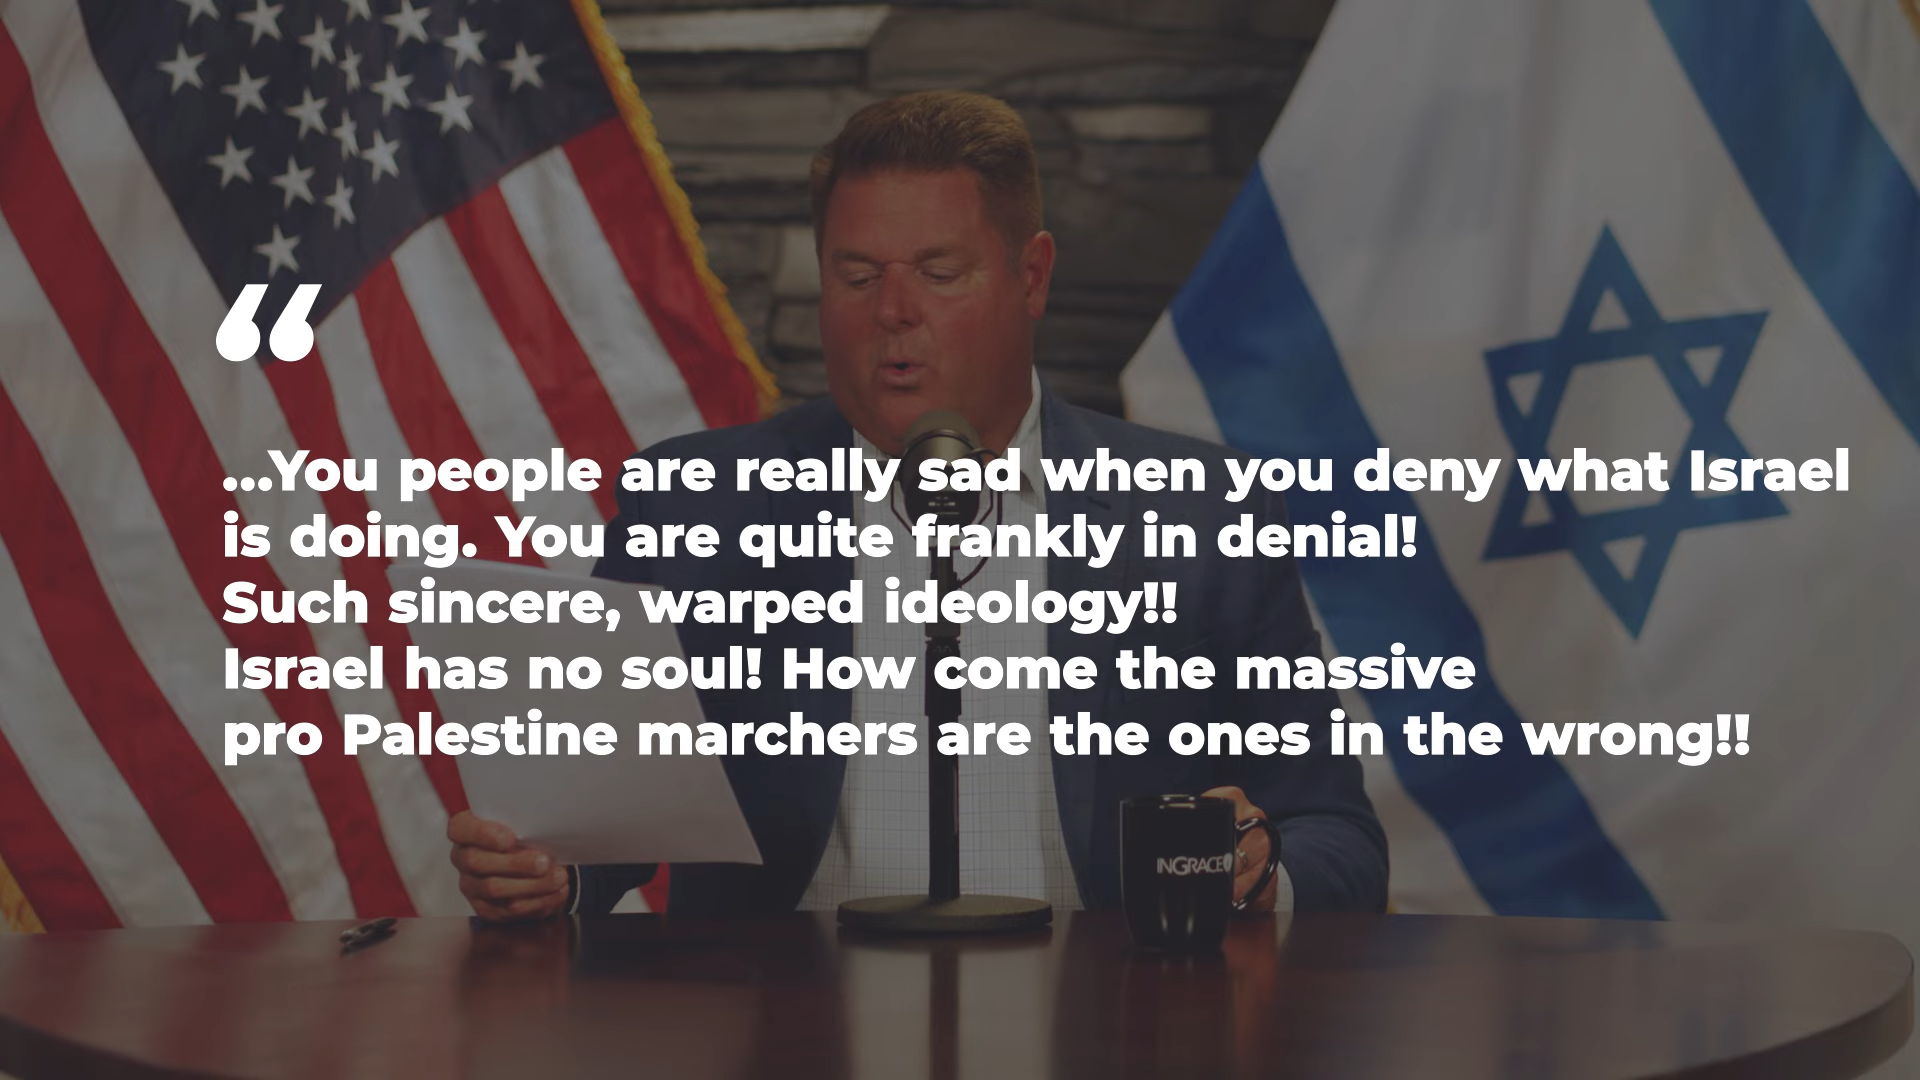 “
...You people are really sad when you deny what Israel
is doing. You are quite frankly in denial!
Such sincere, warped ideology!!
Israel has no soul! How come the massive
pro Palestine marchers are the ones in the wrong!!
INGRACE